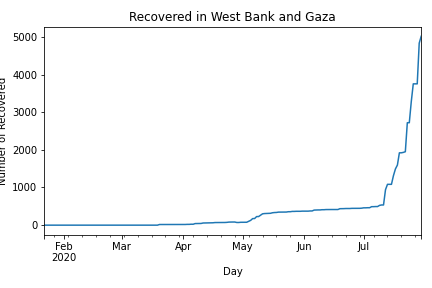 Recovered in West Bank and Gaza
Number of Recovered
5000
4000
3000
2000
1000
0
Feb
2020
Mar
Apr
May
Jun
Jul
Day